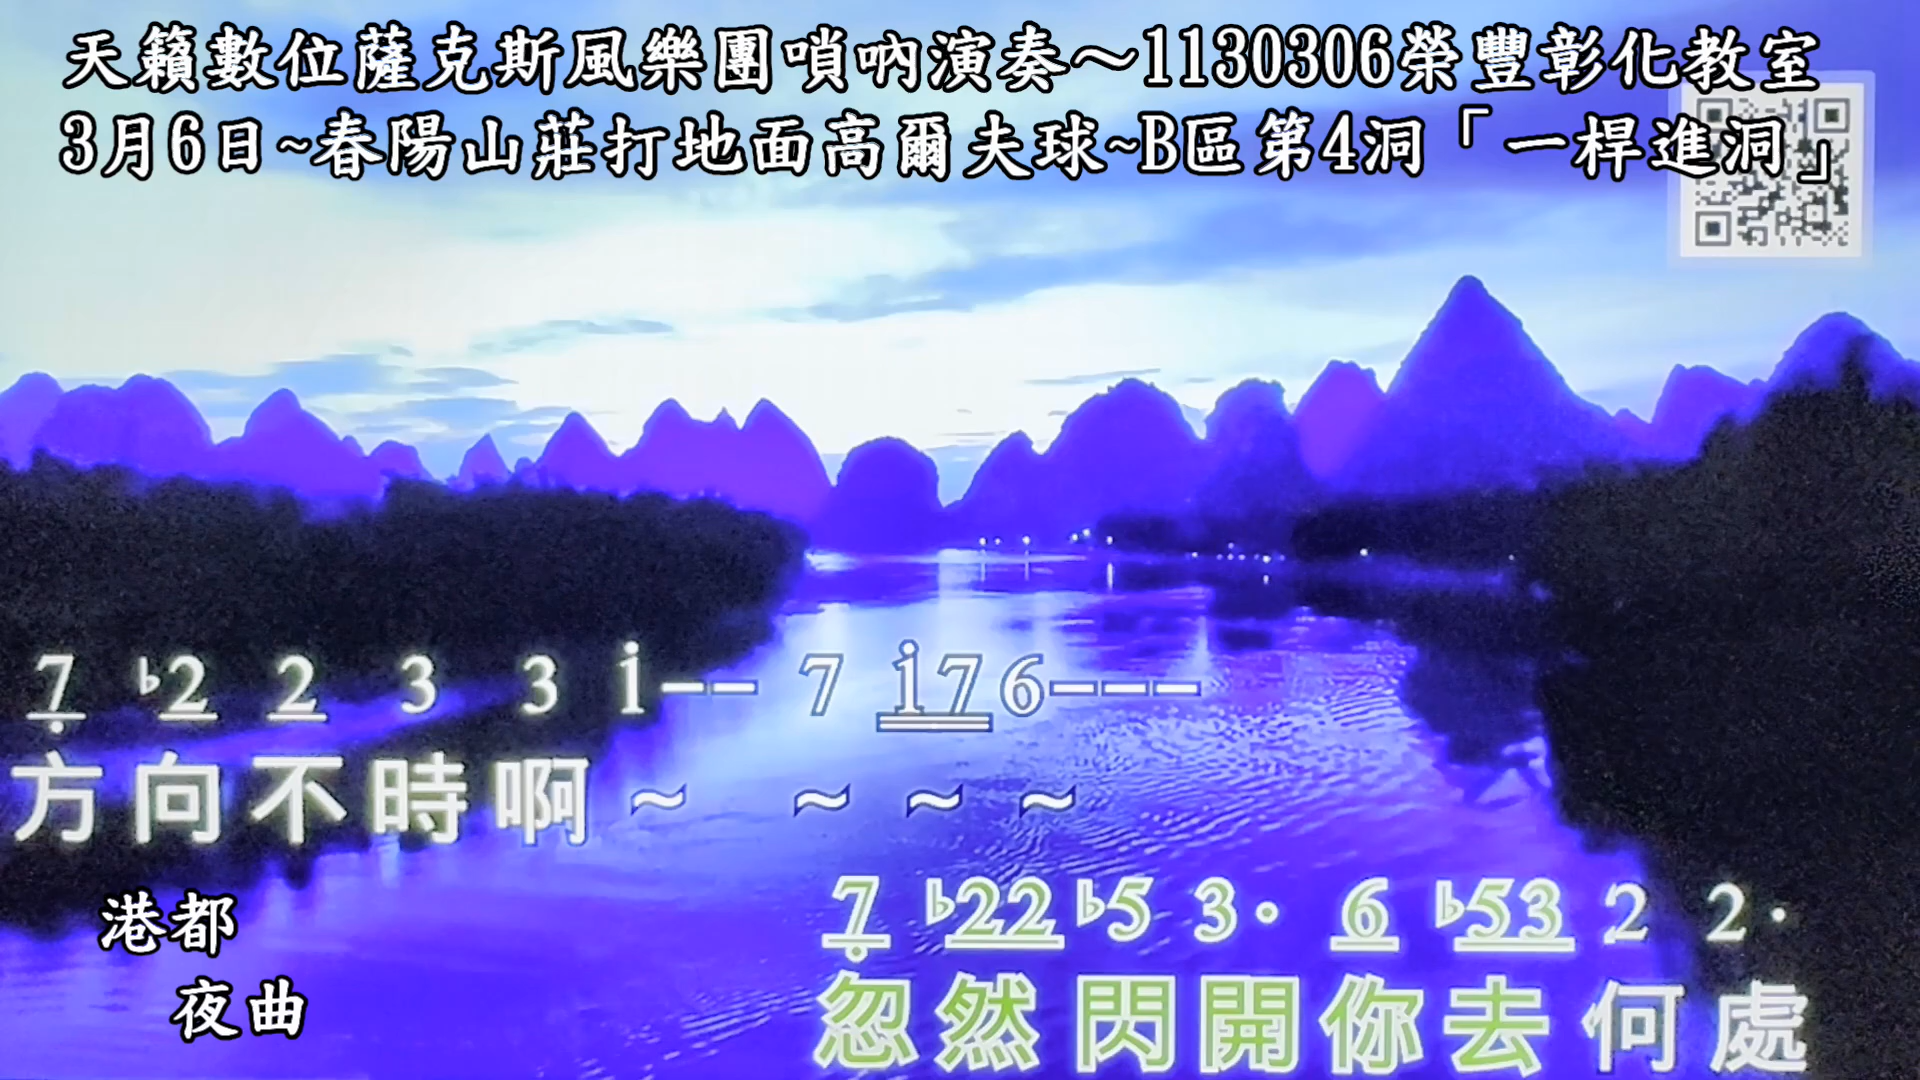 天籟數位薩克斯風樂團嗩吶演奏～1130306榮豐彰化教室
3月6日~春陽山莊打地面高爾夫球~B區第4洞「一桿進洞」
7̣ ♭2 2 3 3 i-- 7 i76---
方向不時啊～ ～ ～ ～
7̣ ♭22 ♭5 3· 6 ♭53 2 2·
忽然閃開你去何處
港都
夜曲